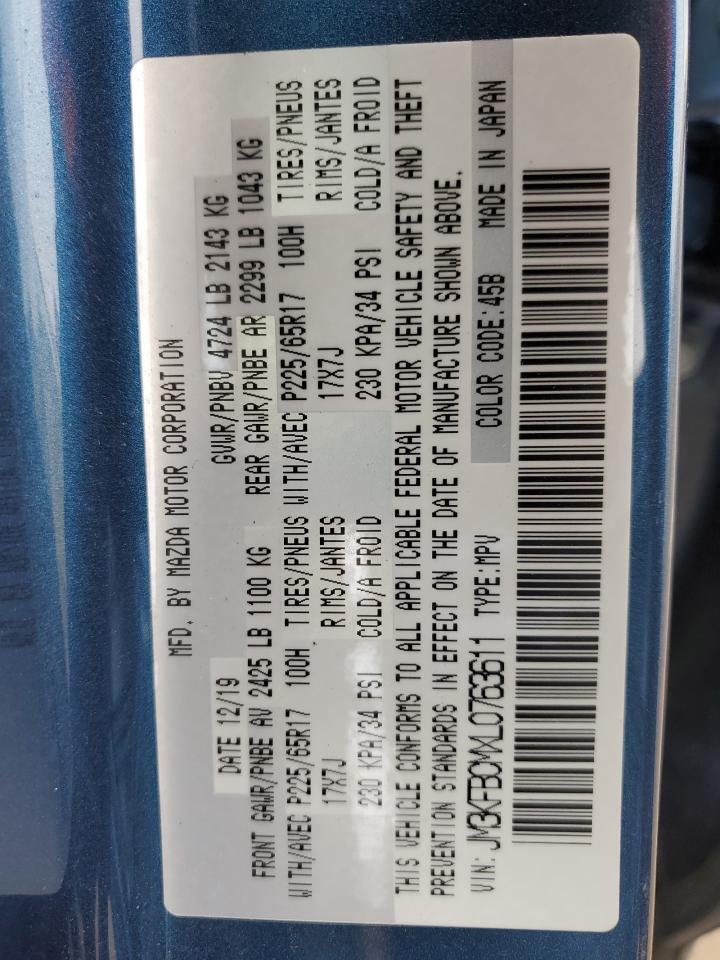 MFD. BY MAZDA MOTOR CORPORATION
DATE 12/19 GVWR/PNBV 4724 LB 2143 KG
FRONT GAWR/PNBE AV 2425 LB 1100 KG REAR GAWR/PNBE AR 2299 LB 1043 KG
WITH/AVEC P225/65R17 100H TIRES/PNEUS WITH/AVEC P225/65R17 100H TIRES/PNEUS
17X7J RIMS/JANTES 17X7J RIMS/JANTES
230 KPA/34 PSI COLD/A FROID 230 KPA/34 PSI COLD/A FROID
THIS VEHICLE CONFORMS TO ALL APPLICABLE FEDERAL MOTOR VEHICLE SAFETY AND THEFT
PREVENTION STANDARDS IN EFFECT ON THE DATE OF MANUFACTURE SHOWN ABOVE.
VIN: JM3KFBCMXL0763611 TYPE:MPV COLOR CODE:45B MADE IN JAPAN